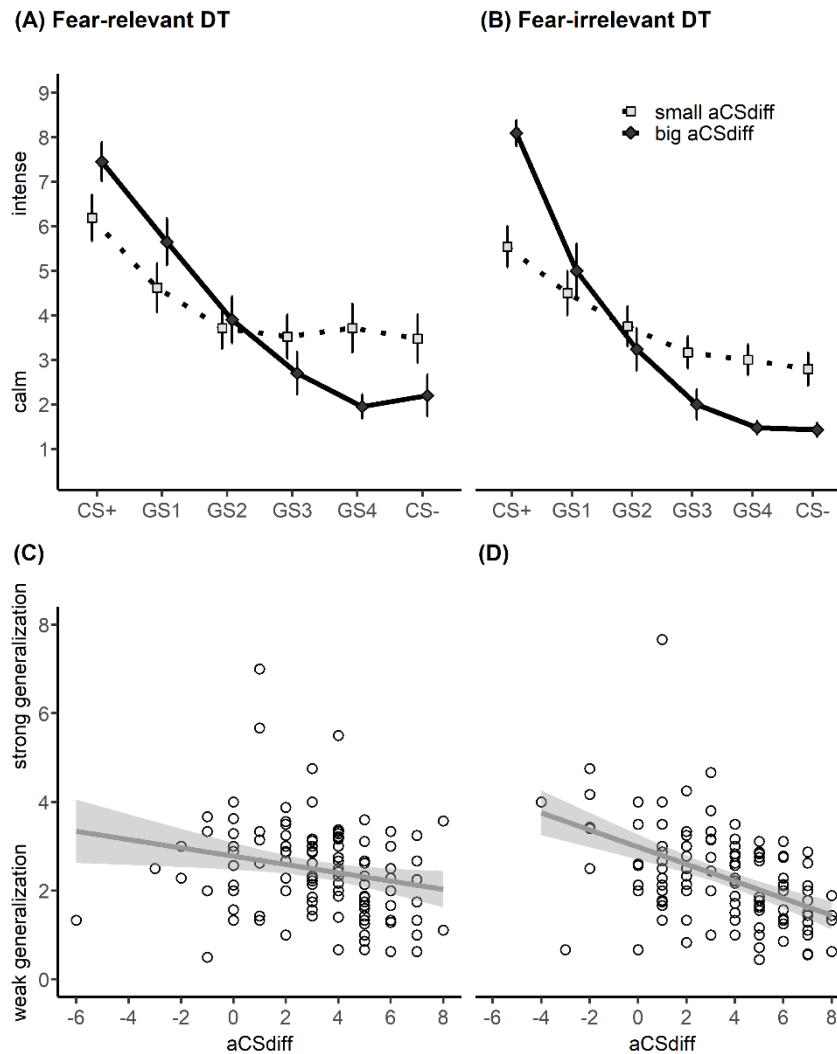 (A) Fear-relevant DT
(B) Fear-irrelevant DT
intense
calm
9
8
7
6
5
4
3
2
1
CS+ GS1 GS2 GS3 GS4 CS-
small aCSdiff
big aCSdiff
CS+ GS1 GS2 GS3 GS4 CS-
(C)
(D)
strong generalization
weak generalization
8
6
4
2
0
-6 -4 -2 0 2 4 6 8
aCSdiff
-6 -4 -2 0 2 4 6 8
aCSdiff